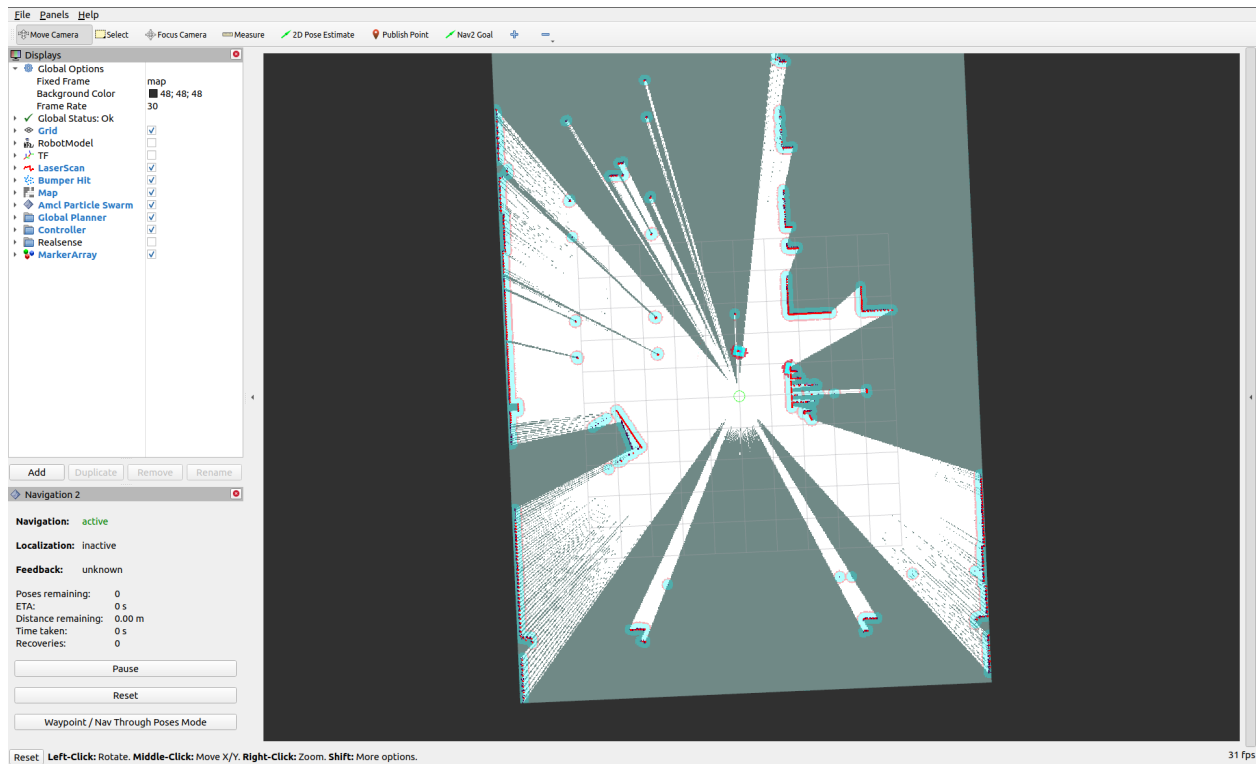 File Panels Help
Move Camera Select Focus Camera Measure 2D Pose Estimate Publish Point Nav2 Goal
Displays
Global Options
Fixed Frame map
Background Color 48; 48; 48
Frame Rate 30
Global Status: Ok
Grid
RobotModel
TF
LaserScan
Bumper Hit
Map
Amcl Particle Swarm
Global Planner
Controller
Realsense
MarkerArray
Add Duplicate Remove Rename
Navigation 2
Navigation: active
Localization: inactive
Feedback: unknown
Poses remaining: 0
ETA: 0 s
Distance remaining: 0.00 m
Time taken: 0 s
Recoveries: 0
Pause
Reset
Waypoint / Nav Through Poses Mode
Reset Left-Click: Rotate. Middle-Click: Move X/Y. Right-Click: Zoom. Shift: More options. 31 fps